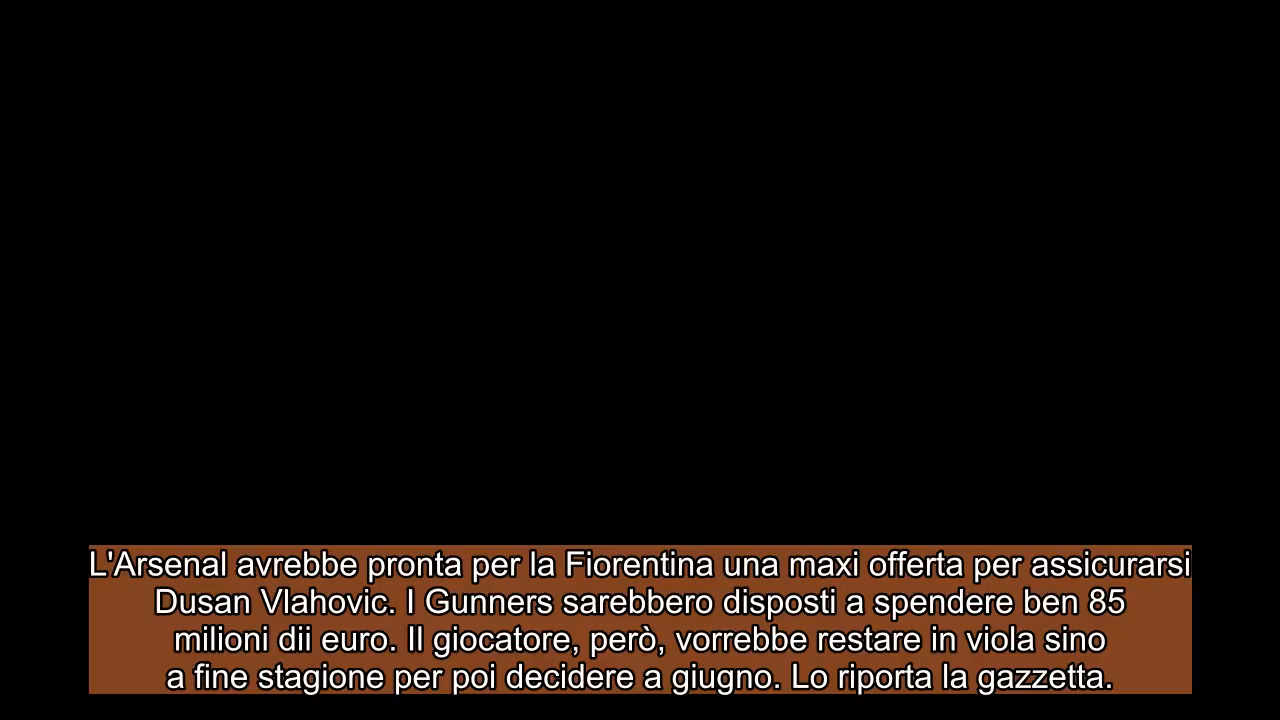 L'Arsenal avrebbe pronta per la Fiorentina una maxi offerta per assicurarsi
Dusan Vlahovic. I Gunners sarebbero disposti a spendere ben 85
milioni dii euro. Il giocatore, però, vorrebbe restare in viola sino
a fine stagione per poi decidere a giugno. Lo riporta la gazzetta.